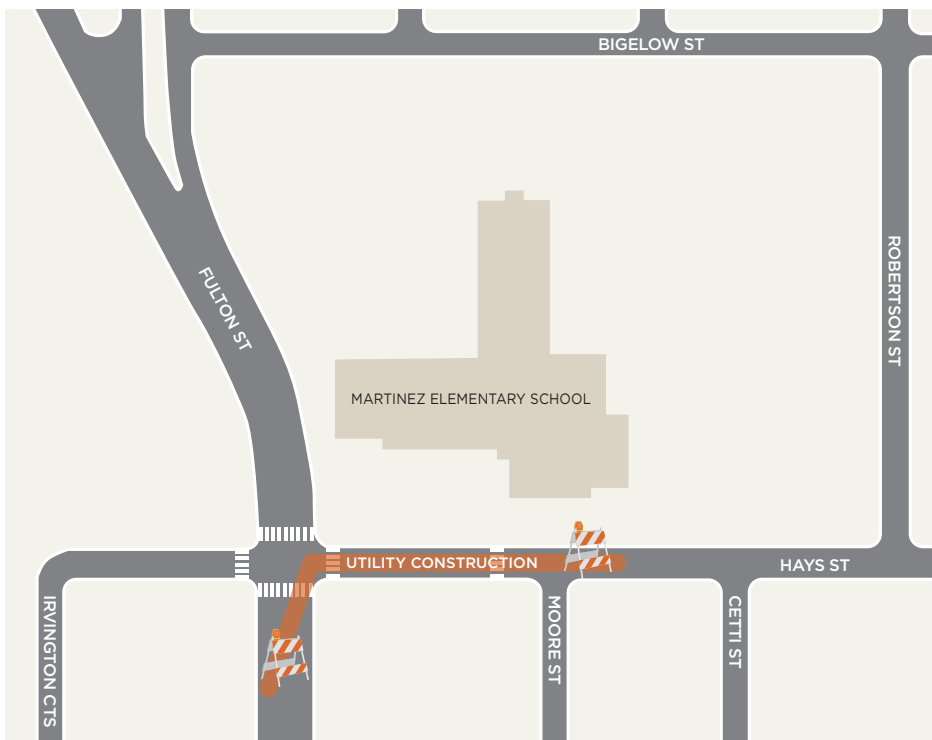 BIGELOW ST
FULTON ST
ROBERTSON ST
MARTINEZ ELEMENTARY SCHOOL
UTILITY CONSTRUCTION
HAYS ST
IRVINGTON CTS
MOORE ST
CETTI ST